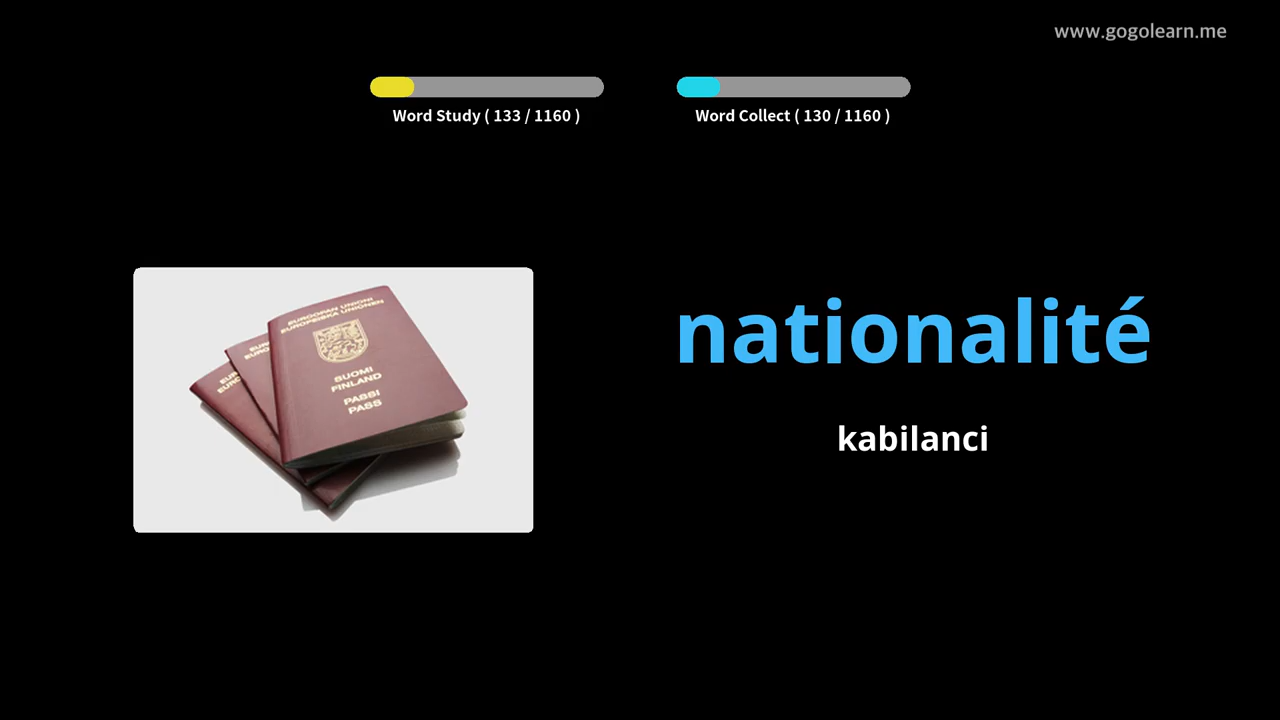 www.gogolearn.me
Word Study ( 133 / 1160 )
Word Collect ( 130 / 1160 )
EUROOPAN UNIONI
EUROPEISKA UNIONEN
SUOMI
FINLAND
PASSI
PASS
nationalité
kabilanci